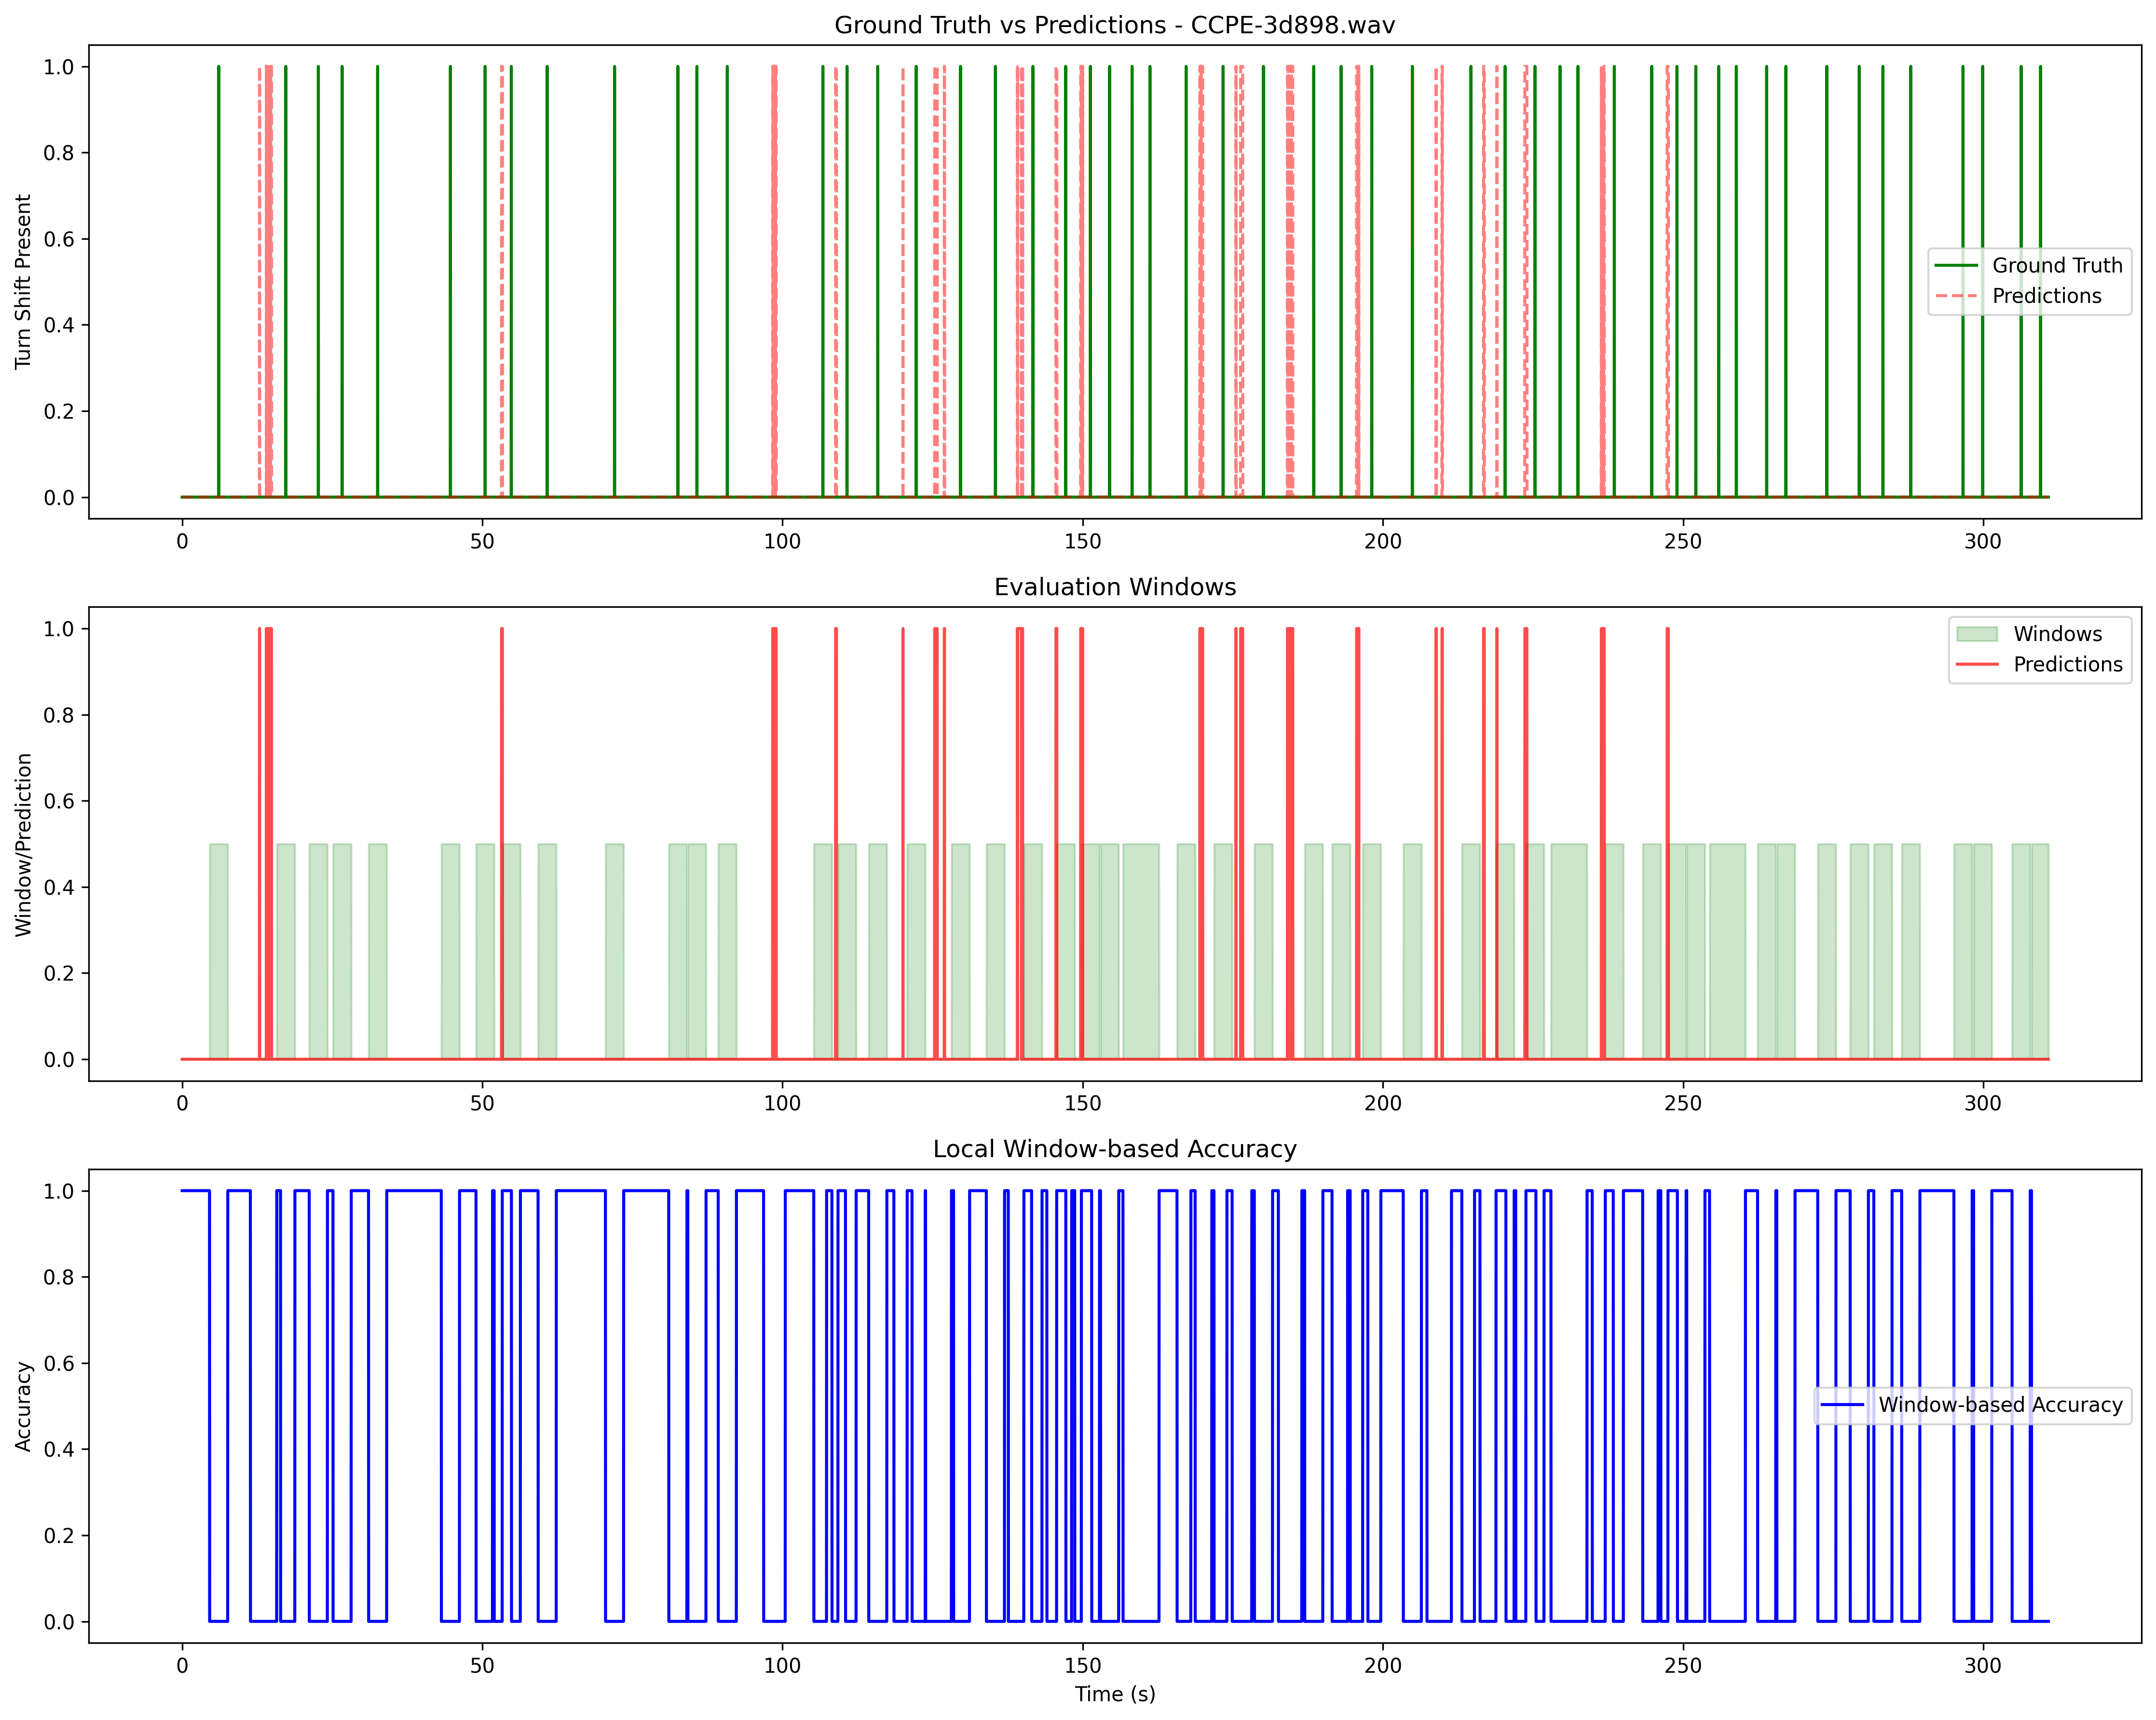 Ground Truth vs Predictions - CCPE-3d898.wav
1.0
0.8
0.6
0.4
0.2
0.0
Turn Shift Present
Ground Truth
Predictions
0 50 100 150 200 250 300
Evaluation Windows
1.0
0.8
0.6
0.4
0.2
0.0
Window/Prediction
Windows
Predictions
0 50 100 150 200 250 300
Local Window-based Accuracy
1.0
0.8
0.6
0.4
0.2
0.0
Accuracy
Window-based Accuracy
0 50 100 150 200 250 300
Time (s)